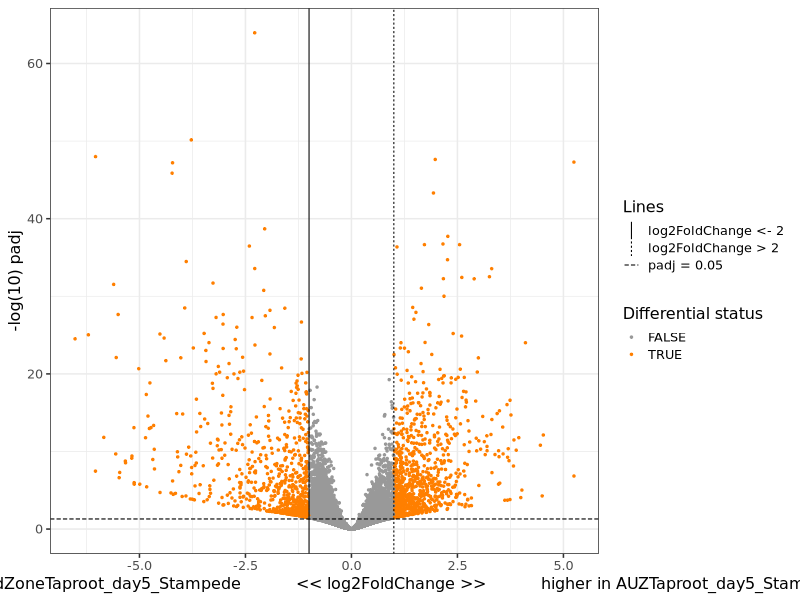 60
40
20
0
-log(10) padj
-5.0
-2.5
0.0
2.5
5.0
dZoneTaproot_day5_Stampede
<< log2FoldChange >>
higher in AUZTaproot_day5_Stam
Lines
log2FoldChange <- 2
log2FoldChange > 2
padj = 0.05
Differential status
FALSE
TRUE